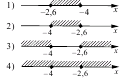 1) x
−2,6 −4
2) x
−4 −2,6
3) x
−4 −2,6
4) x
−4 −2,6